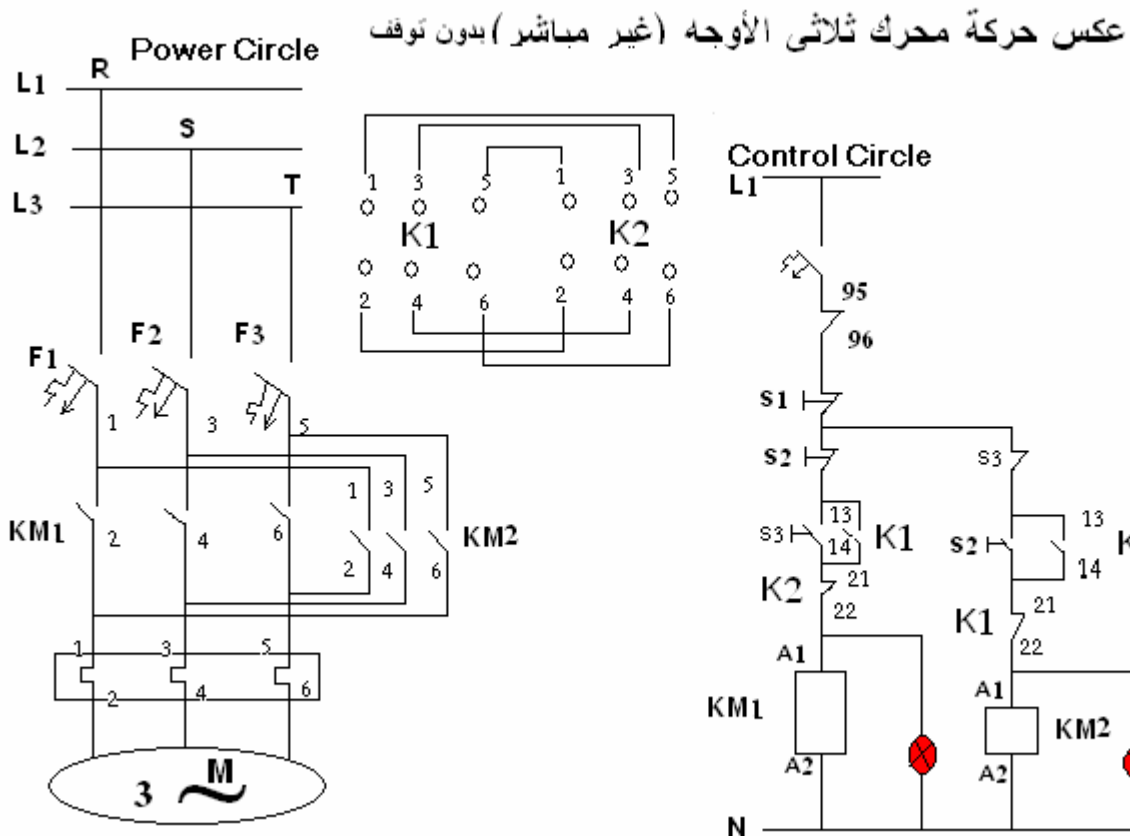 عكس حركة محرك ثلاثى الأوجه (غير مباشر) بدون توقف
Power Circle
R
L1
S
L2
T
L3
1 3 5 1 3 5
K1 K2
2 4 6 2 4 6
F1 F2 F3
1 3 5
1 3 5
KM1 2 4 6 KM2
2 4 6
1 3 5
2 4 6
M
3
Control Circle
L1
95
96
S1
S2 S3
13 13
S3 14 K1 S2 K
14
K2 21
22
K1 21
22
A1 A1
KM1 KM2
A2 A2
N